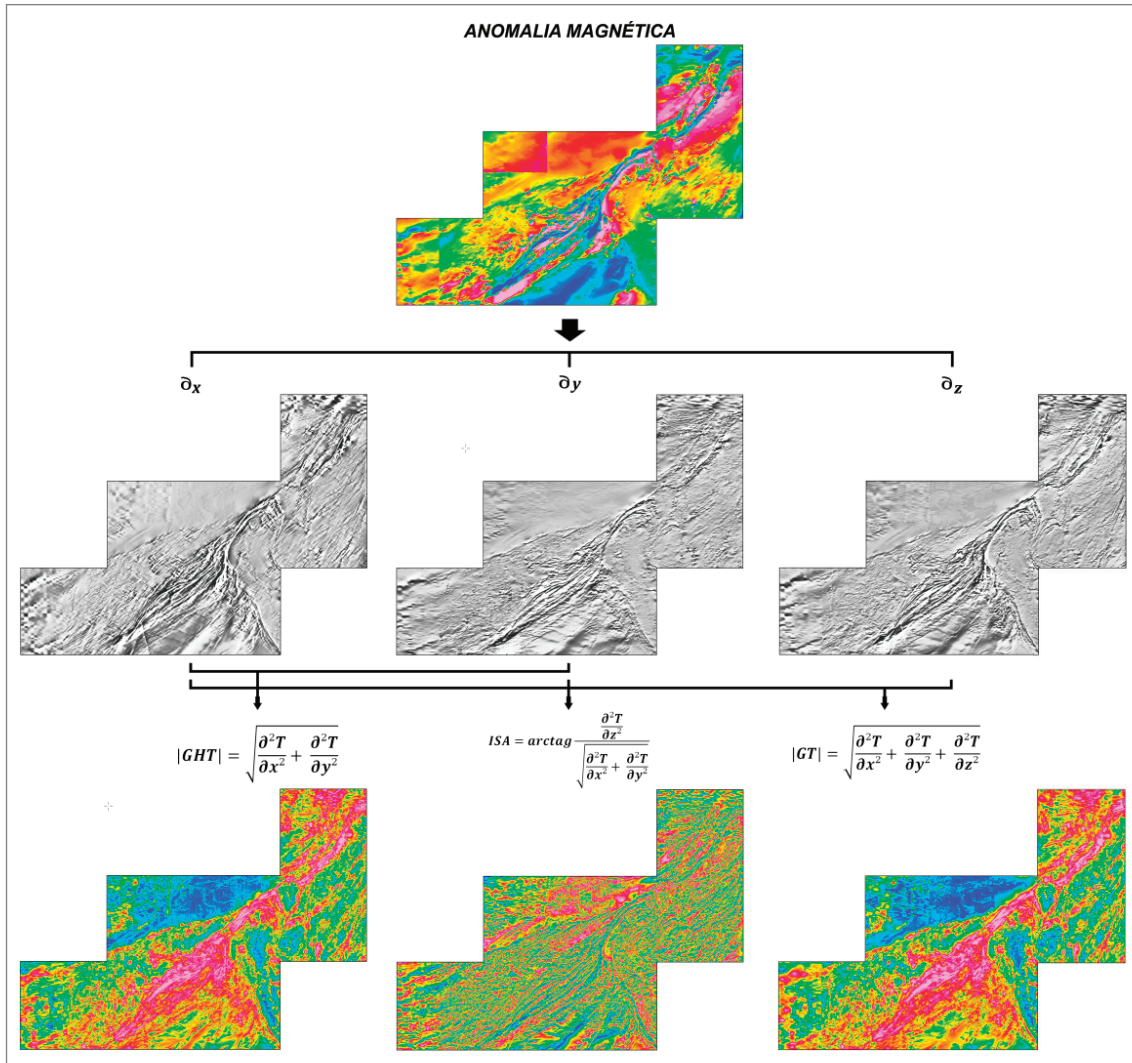 ANOMALIA MAGNÉTICA
∂x
∂y
∂z
|GHT| = √(∂²T/∂x² + ∂²T/∂y²)
ISA = arctag (∂²T/∂z²)/√(∂²T/∂x² + ∂²T/∂y²)
|GT| = √(∂²T/∂x² + ∂²T/∂y² + ∂²T/∂z²)